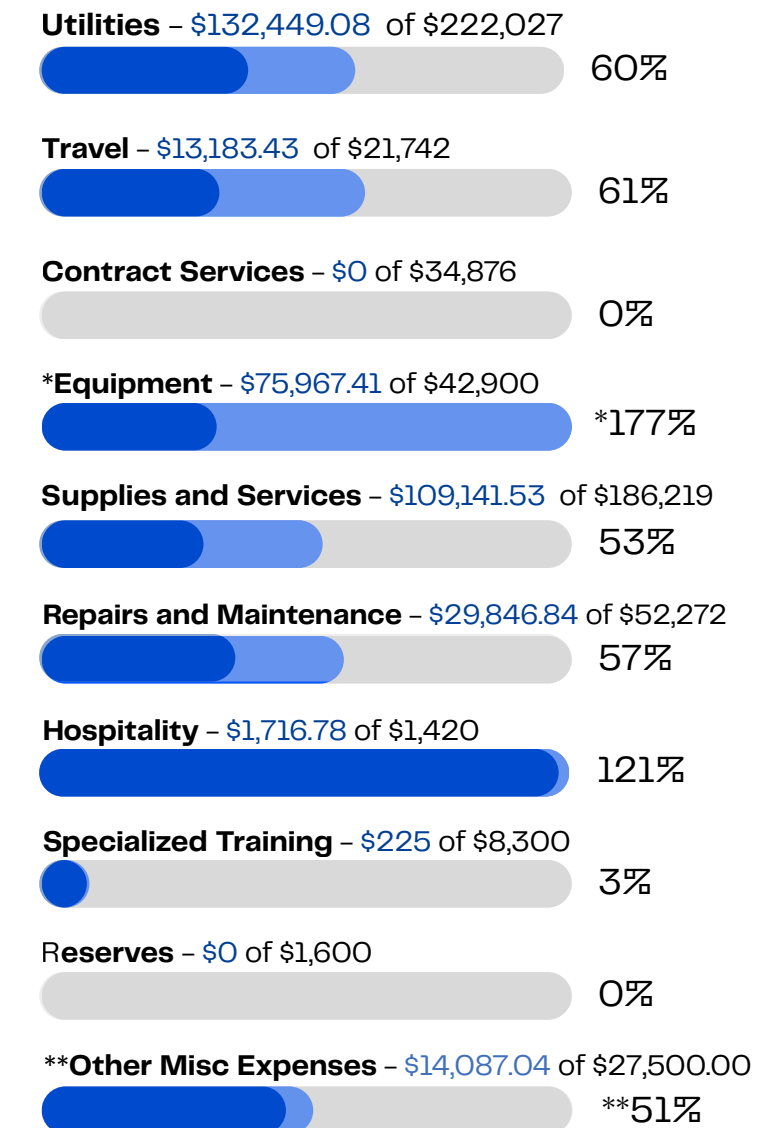 Utilities – $132,449.08 of $222,027
60%
Travel – $13,183.43 of $21,742
61%
Contract Services – $0 of $34,876
0%
*Equipment – $75,967.41 of $42,900
*177%
Supplies and Services – $109,141.53 of $186,219
53%
Repairs and Maintenance – $29,846.84 of $52,272
57%
Hospitality – $1,716.78 of $1,420
121%
Specialized Training – $225 of $8,300
3%
Reserves – $0 of $1,600
0%
**Other Misc Expenses – $14,087.04 of $27,500.00
**51%